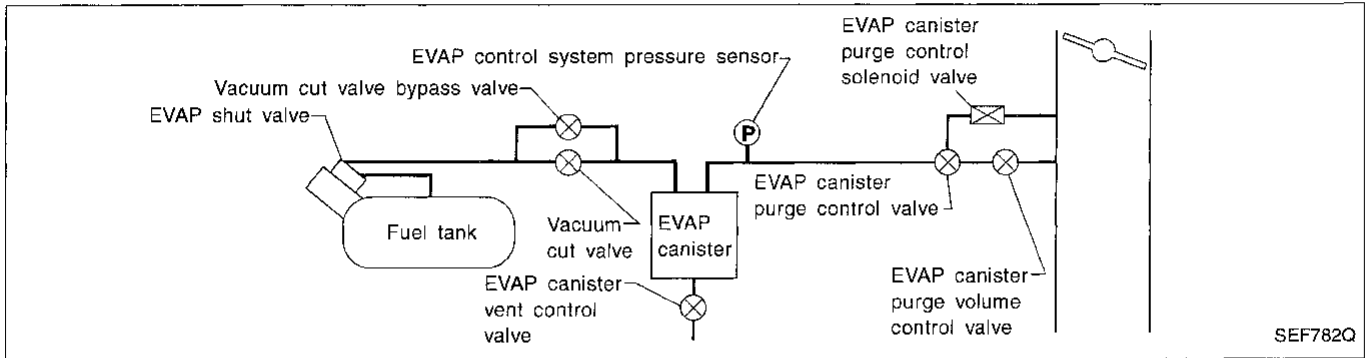 EVAP canister
purge control
solenoid valve
EVAP control system pressure sensor
Vacuum cut valve bypass valve
EVAP shut valve
P
EVAP canister
purge control valve
Fuel tank
Vacuum
cut valve
EVAP
canister
EVAP canister
vent control
valve
EVAP canister
purge volume
control valve
SEF782Q